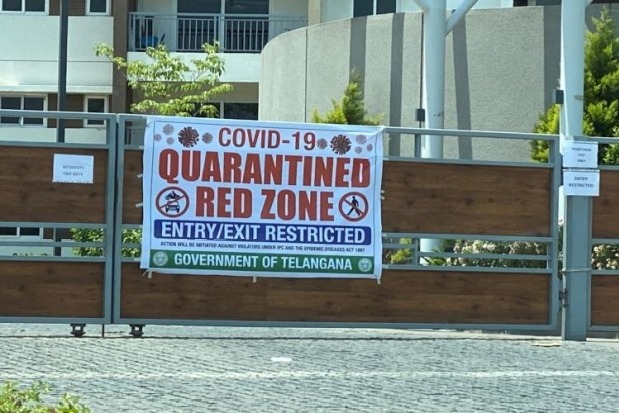 COVID-19
QUARANTINED
RED ZONE
ENTRY/EXIT RESTRICTED
ACTION WILL BE INITIATED AGAINST VIOLATORS UNDER IPC AND THE EPIDEMIC DISEASES ACT 1897
GOVERNMENT OF TELANGANA
ENTRY
RESTRICTED